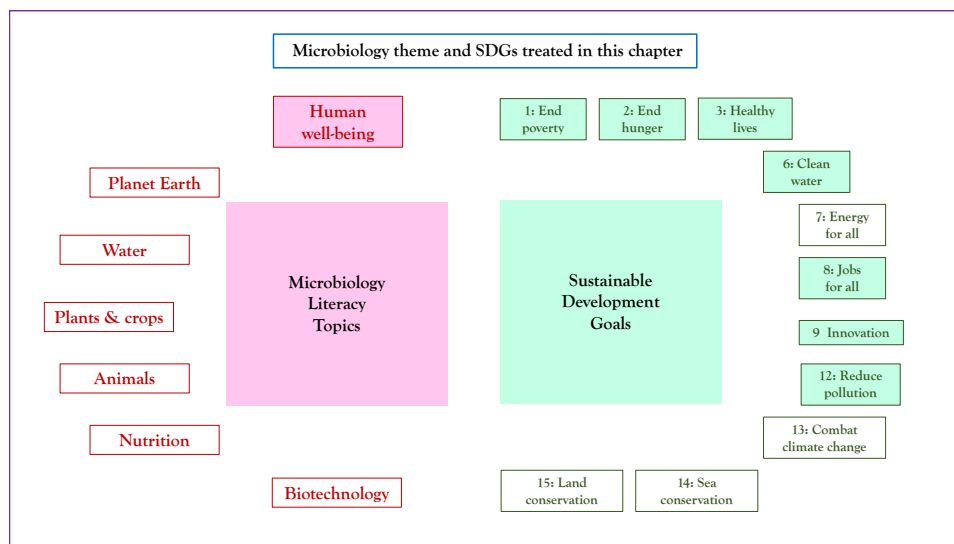 Microbiology theme and SDGs treated in this chapter
Human
well-being
1: End
poverty
2: End
hunger
3: Healthy
lives
6: Clean
water
Planet Earth
7: Energy
for all
Water
8: Jobs
for all
Microbiology
Literacy
Topics
Sustainable
Development
Goals
Plants & crops
9 Innovation
Animals
12: Reduce
pollution
Nutrition
13: Combat
climate change
Biotechnology
15: Land
conservation
14: Sea
conservation